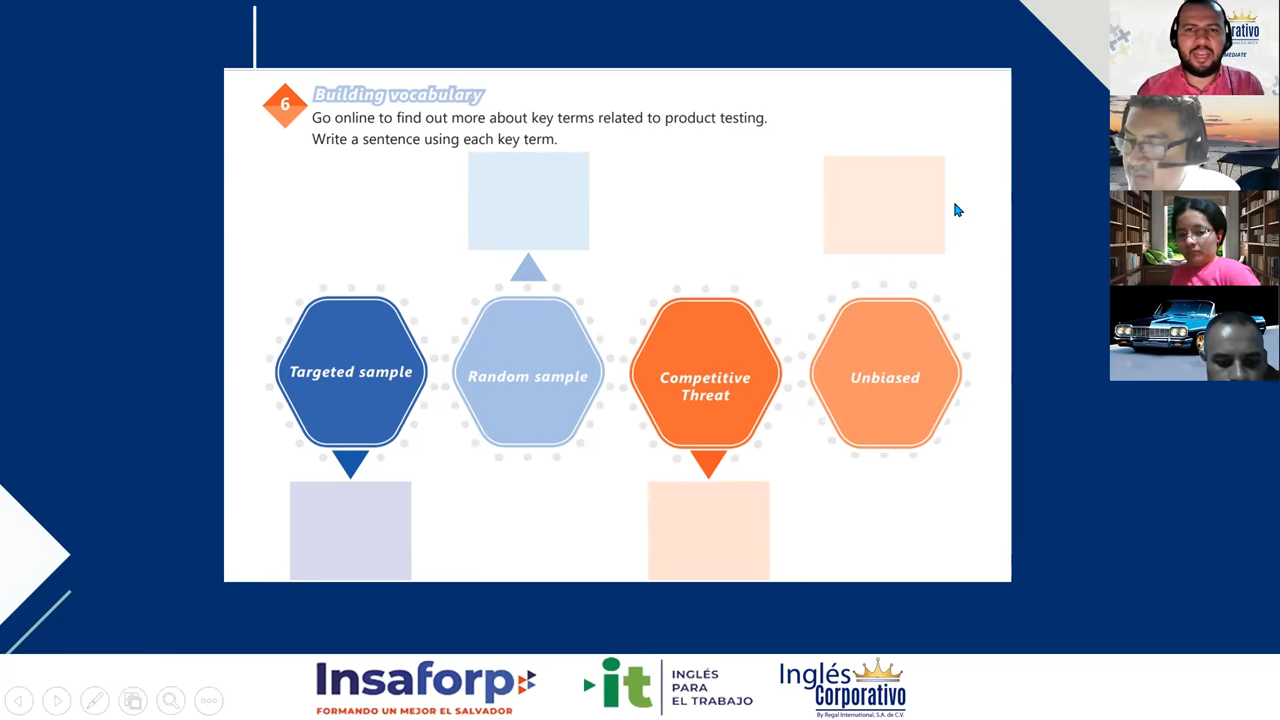 6
Building vocabulary
Go online to find out more about key terms related to product testing.
Write a sentence using each key term.
Targeted sample
Random sample
Competitive
Threat
Unbiased
rativo
MEDIATE
Insaforp
FORMANDO UN MEJOR EL SALVADOR
it
INGLÉS
PARA
EL TRABAJO
Inglés
Corporativo
By Regal International, S.A. de C.V.